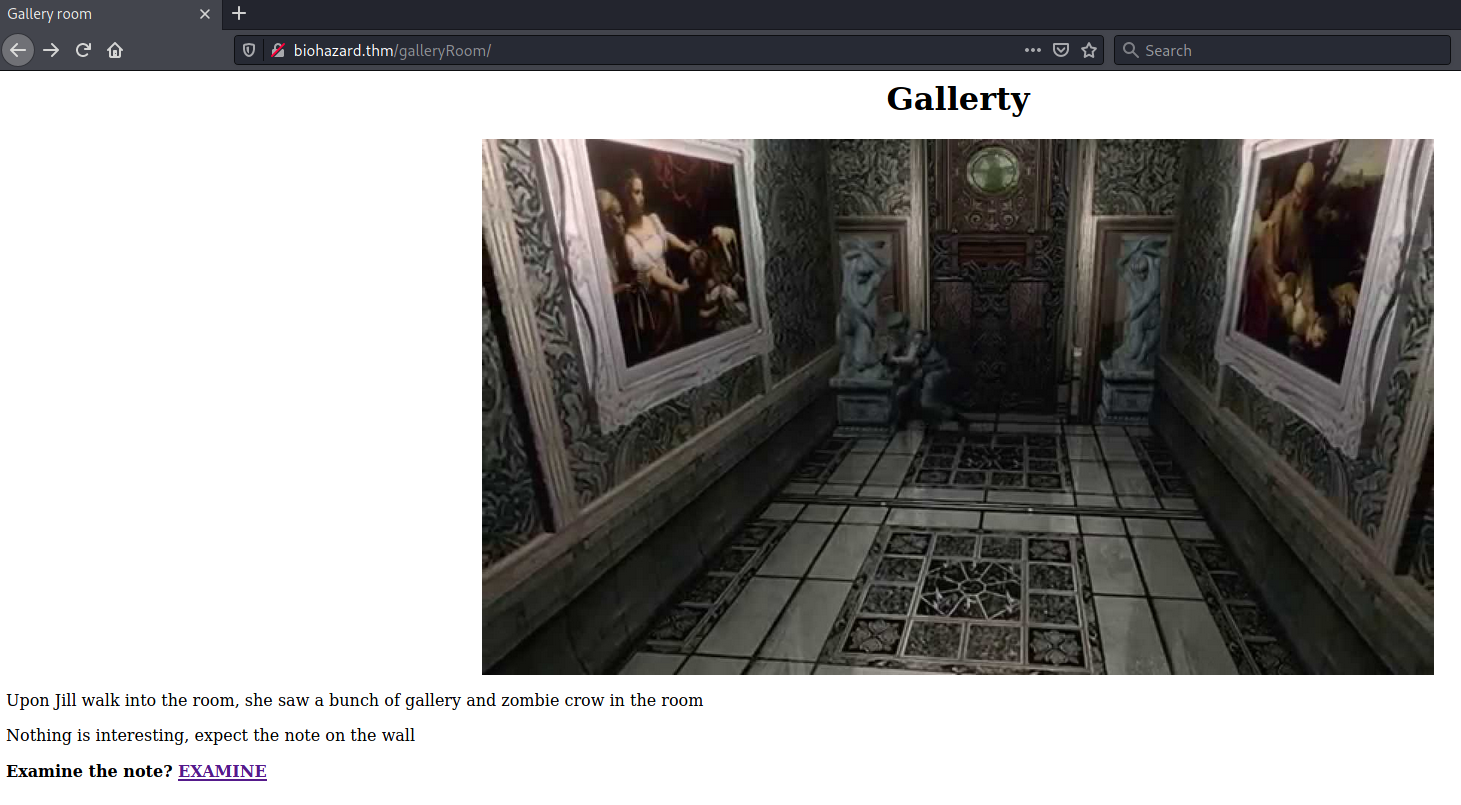 Gallery room
biohazard.thm/galleryRoom/
Search
Gallerty
Upon Jill walk into the room, she saw a bunch of gallery and zombie crow in the room
Nothing is interesting, expect the note on the wall
Examine the note? EXAMINE